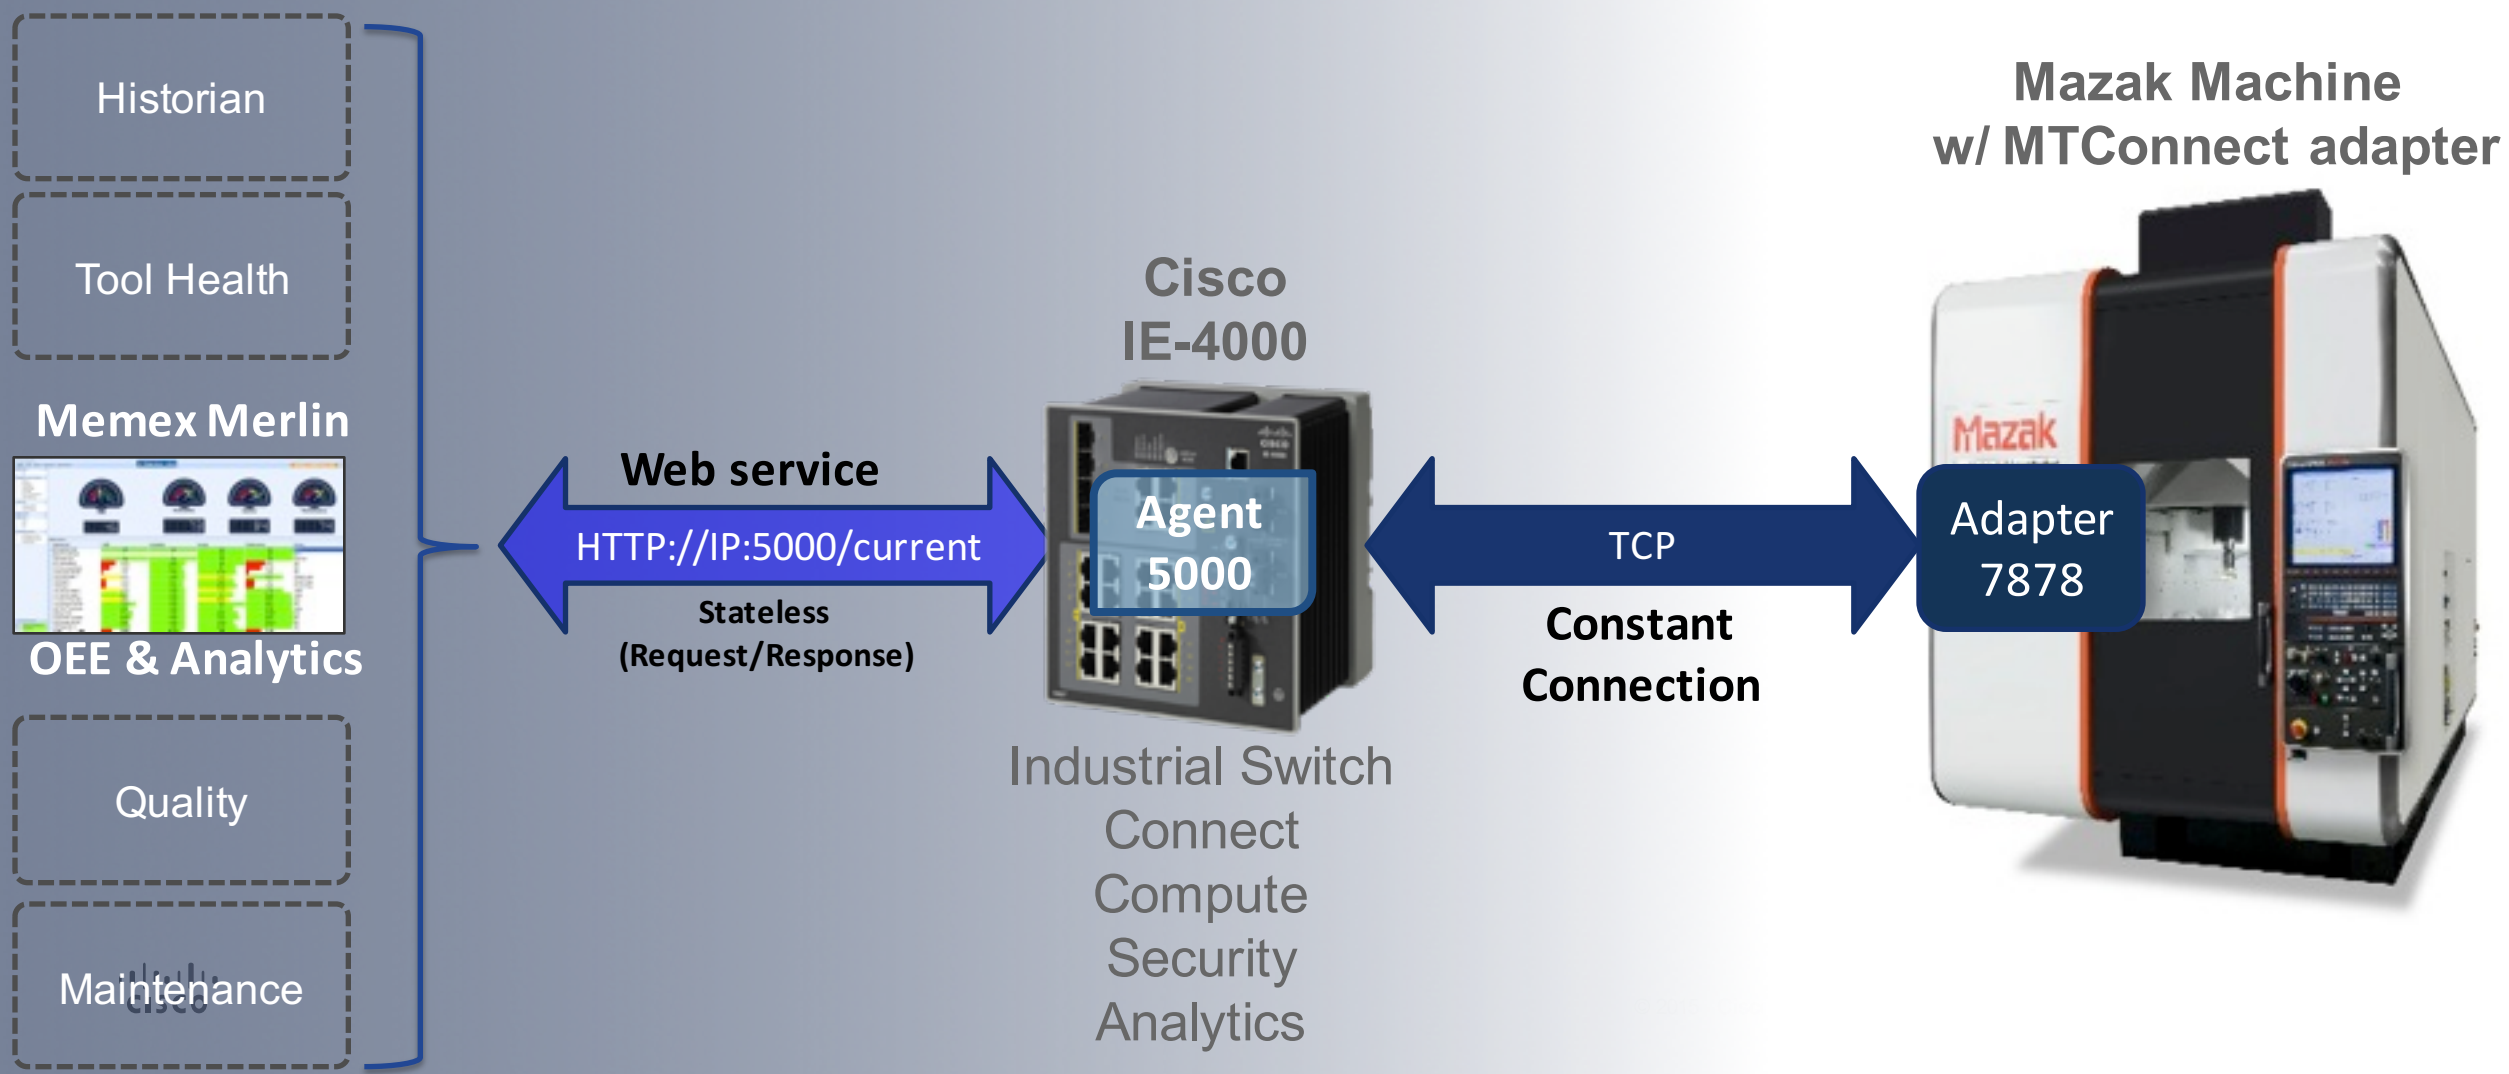 Historian
Tool Health
Memex Merlin
OEE & Analytics
Quality
Maintenance
CISCO
Web service
HTTP://IP:5000/current
Stateless
(Request/Response)
Cisco
IE-4000
CISCO
Agent
5000
Industrial Switch
Connect
Compute
Security
Analytics
TCP
Constant
Connection
Mazak Machine
w/ MTConnect adapter
Mazak
Adapter
7878